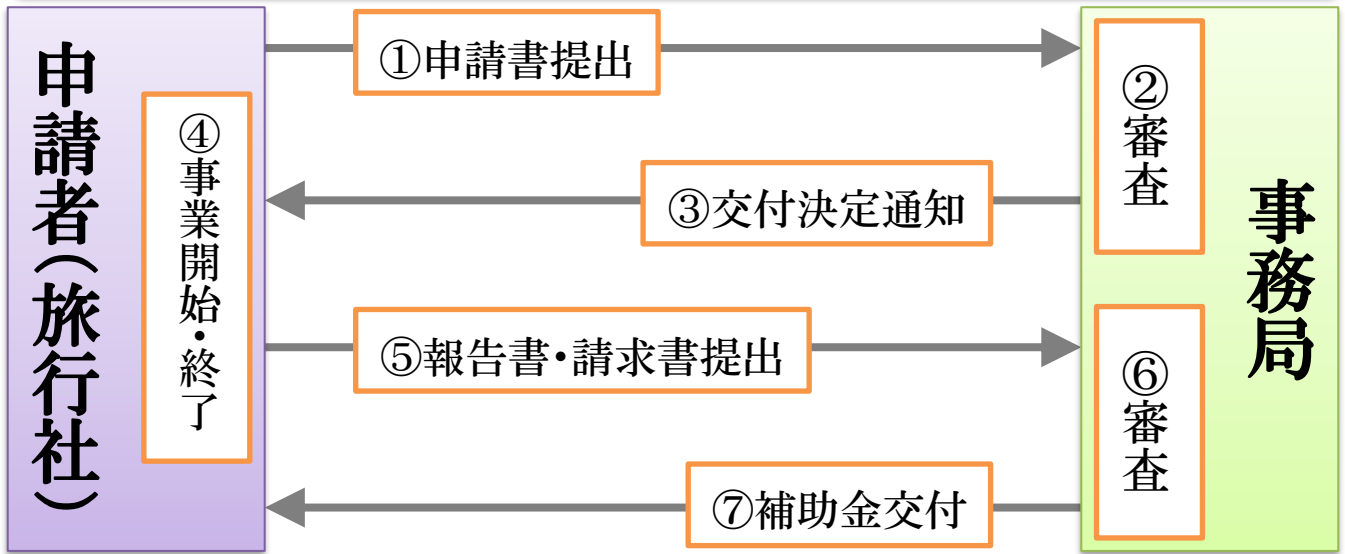 申請者(旅行社)
①申請書提出
②審査
③交付決定通知
④事業開始・終了
⑤報告書・請求書提出
⑥審査
⑦補助金交付
事務局